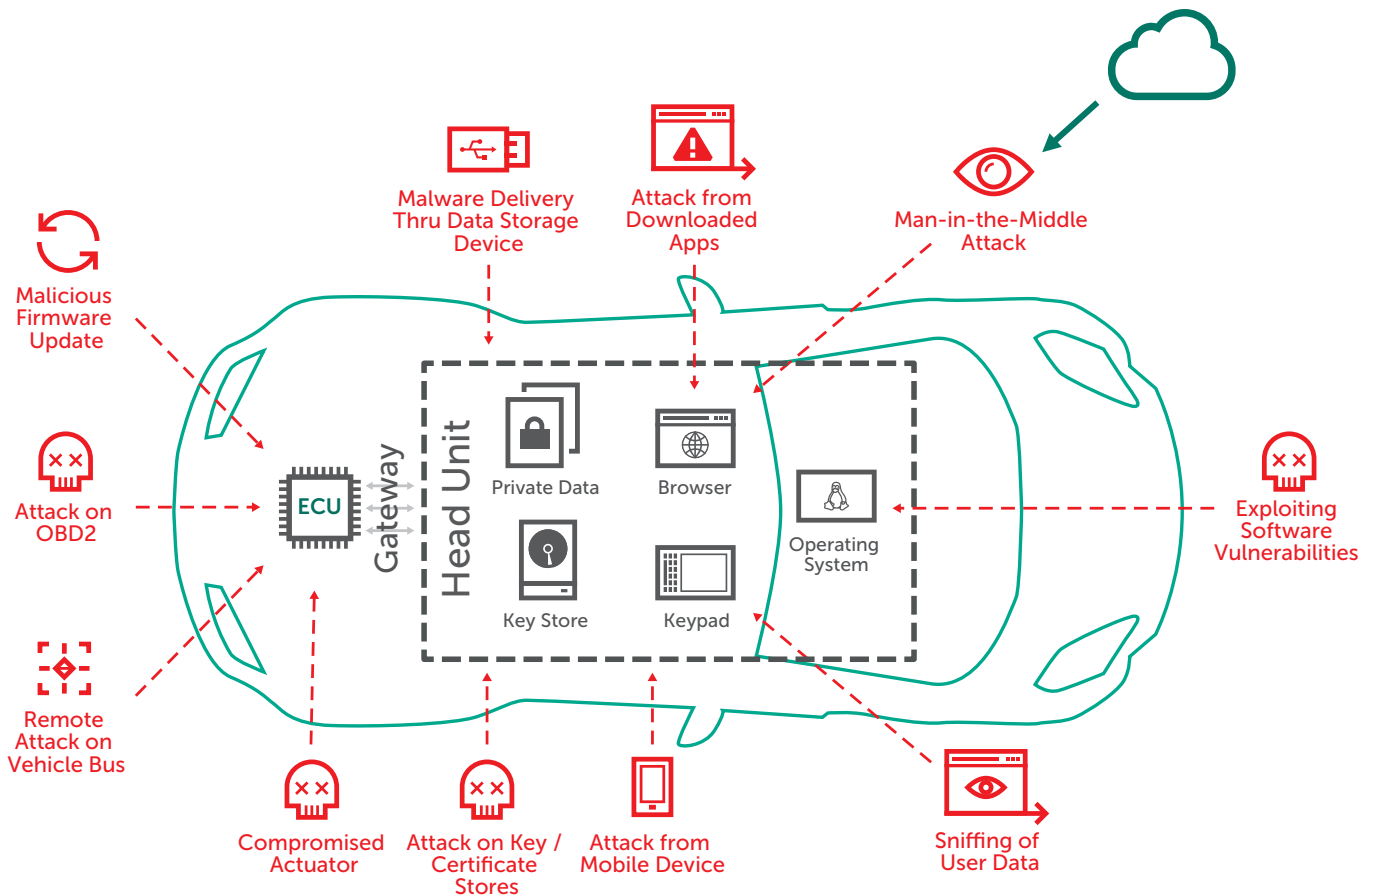 Malware Delivery
Thru Data Storage
Device
Attack from
Downloaded
Apps
Man-in-the-Middle
Attack
Malicious
Firmware
Update
Attack on
OBD2
Remote
Attack on
Vehicle Bus
ECU
Gateway
Head Unit
Private Data
Browser
Key Store
Keypad
Operating
System
Exploiting
Software
Vulnerabilities
Compromised
Actuator
Attack on Key /
Certificate
Stores
Attack from
Mobile Device
Sniffing of
User Data